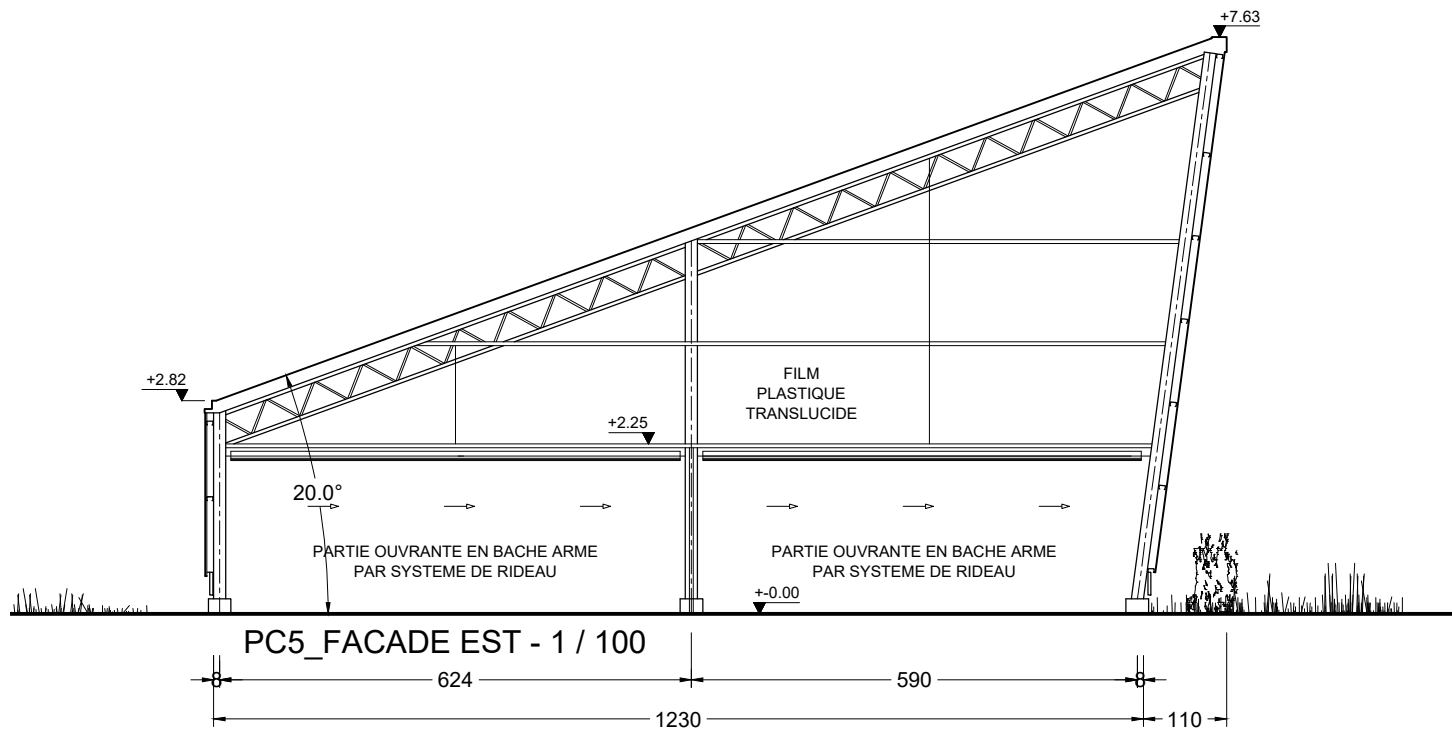 +7.63
+2.82
FILM
PLASTIQUE
TRANSLUCIDE
+2.25
20.0°
PARTIE OUVRANTE EN BACHE ARME
PAR SYSTEME DE RIDEAU
PARTIE OUVRANTE EN BACHE ARME
PAR SYSTEME DE RIDEAU
+-0.00
PC5_FACADE EST - 1 / 100
8 624 590 8
1230 110